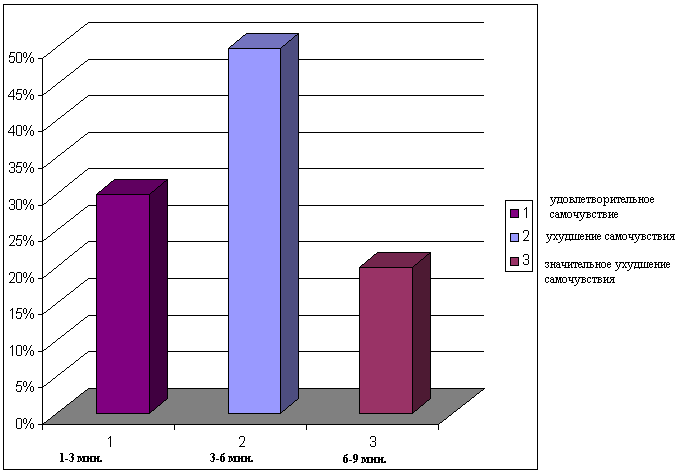 50%
45%
40%
35%
30%
25%
20%
15%
10%
5%
0%
1 2 3
1-3 мин. 3-6 мин. 6-9 мин.
1 удовлетворительное
самочувствие
2 ухудшение самочувствия
3 значительное ухудшение
самочувствия